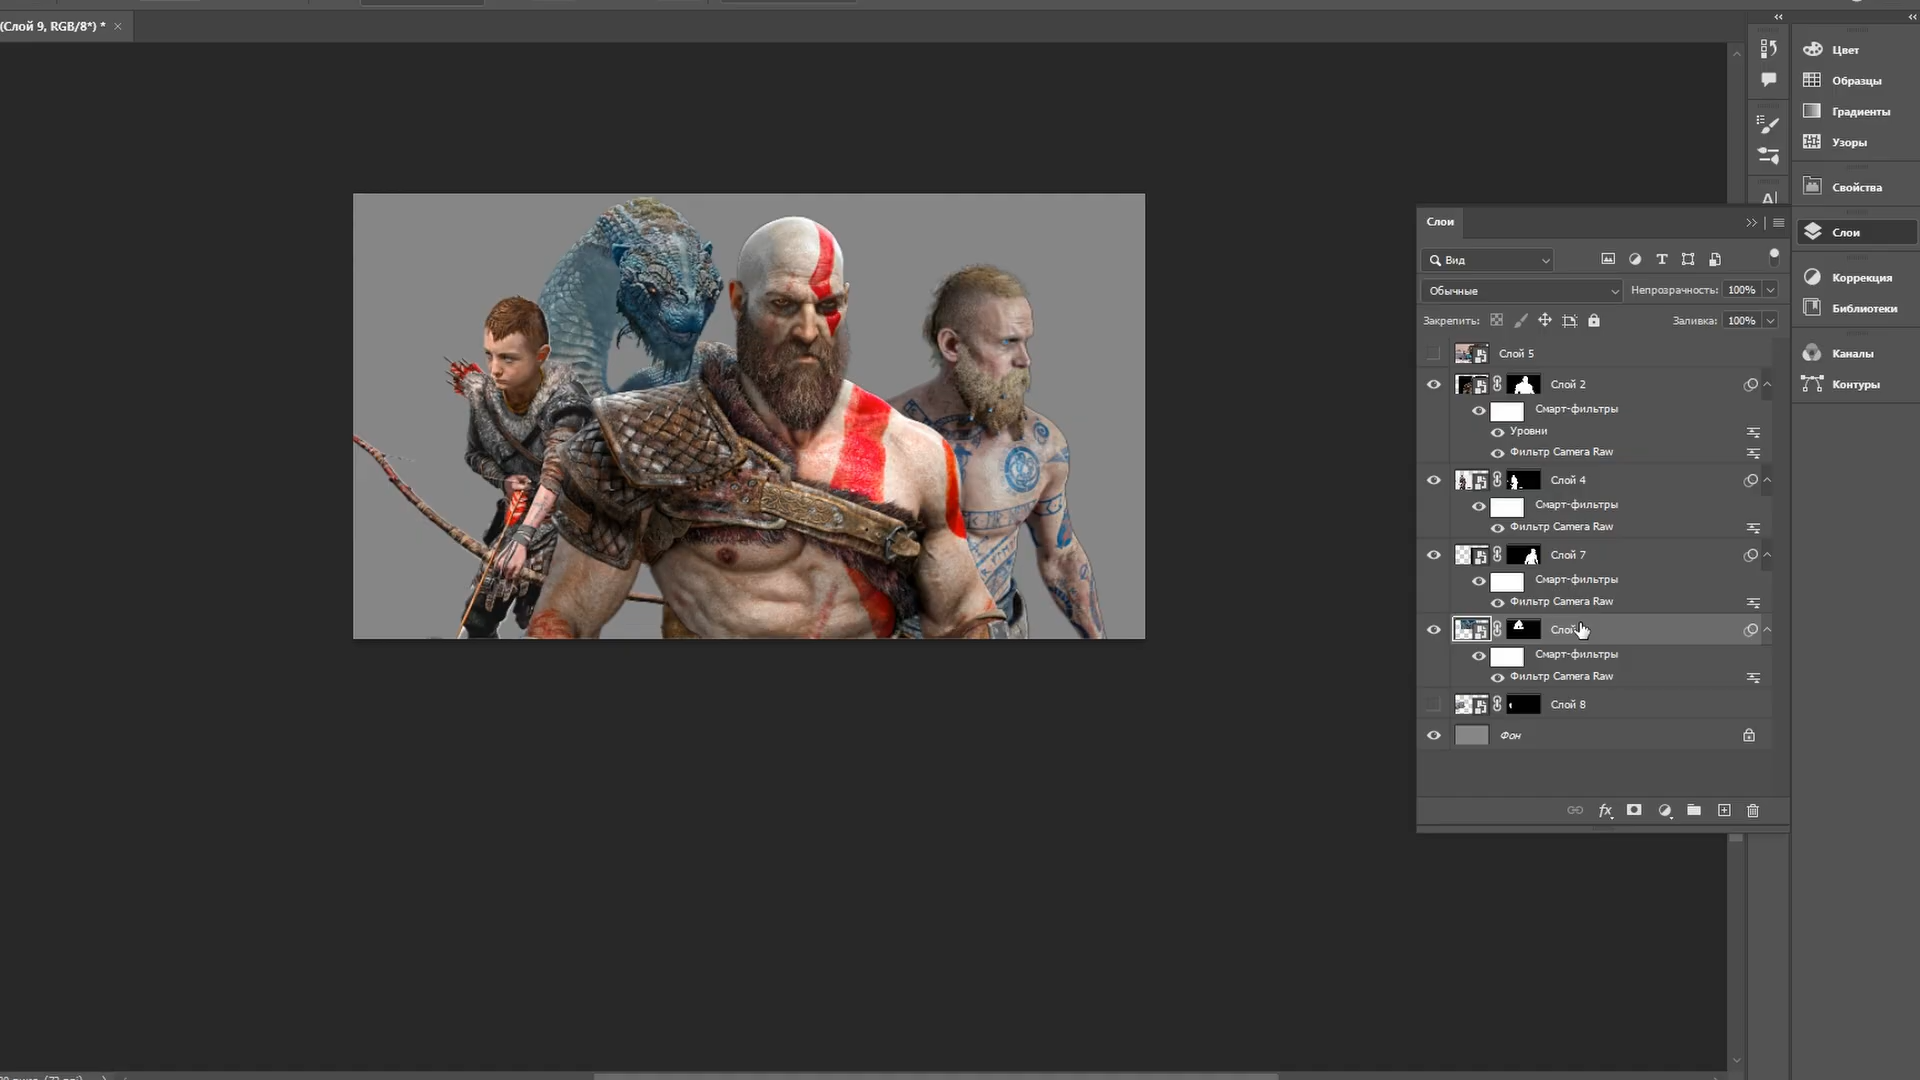 (Слой 9, RGB/8*) *
Цвет
Образцы
Градиенты
Узоры
Свойства
Слои
Коррекция
Библиотеки
Каналы
Контуры
Слои
Вид
Обычные
Непрозрачность: 100%
Закрепить:
Заливка: 100%
Слой 5
Слой 2
Смарт-фильтры
Уровни
Фильтр Camera Raw
Слой 4
Смарт-фильтры
Фильтр Camera Raw
Слой 7
Смарт-фильтры
Фильтр Camera Raw
Слой
Смарт-фильтры
Фильтр Camera Raw
Слой 8
Фон